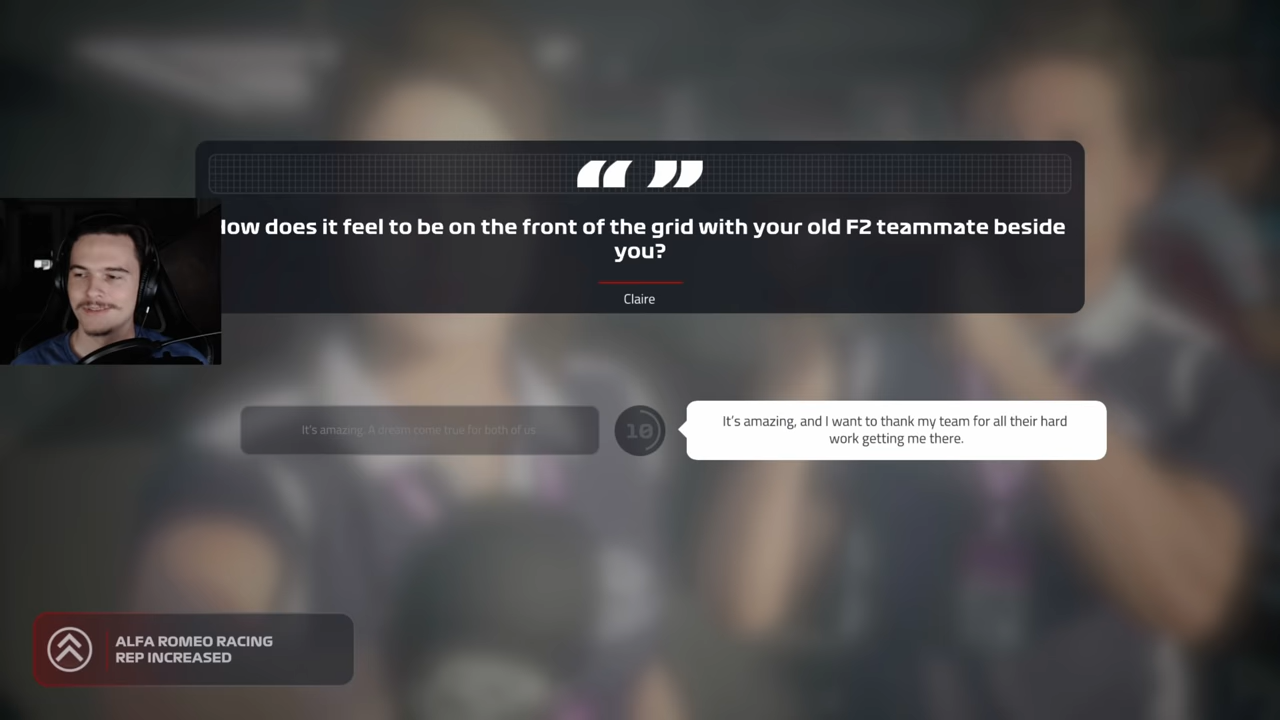 “ ”
How does it feel to be on the front of the grid with your old F2 teammate beside
you?
Claire
It's amazing. A dream come true for both of us
10
It's amazing, and I want to thank my team for all their hard
work getting me there.
ALFA ROMEO RACING
REP INCREASED